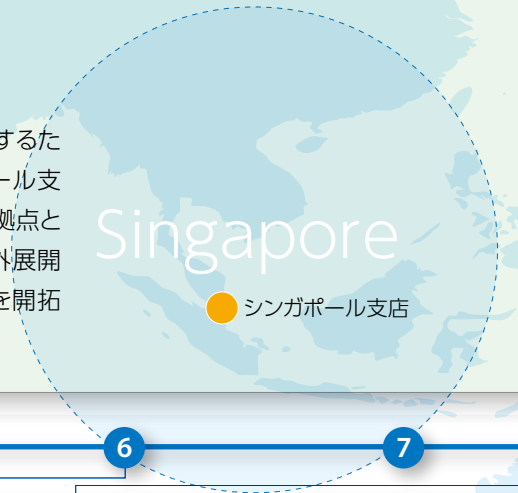 するた
ール支
拠点と
外展開
を開拓
Singapore
シンガポール支店
6
7